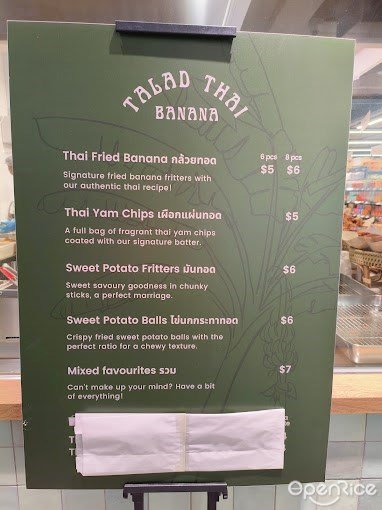 TALAD THAI
BANANA
Thai Fried Banana กล้วยทอด
6 pcs 8 pcs
$5 $6
Signature fried banana fritters with
our authentic thai recipe!
Thai Yam Chips เผือกแผ่นทอด $5
A full bag of fragrant thai yam chips
coated with our signature batter.
Sweet Potato Fritters มันทอด $6
Sweet savoury goodness in chunky
sticks, a perfect marriage.
Sweet Potato Balls ไข่นกกระทาทอด $6
Crispy fried sweet potato balls with the
perfect ratio for a chewy texture.
Mixed favourites รวม $7
Can't make up your mind? Have a bit
of everything!
OpenRice